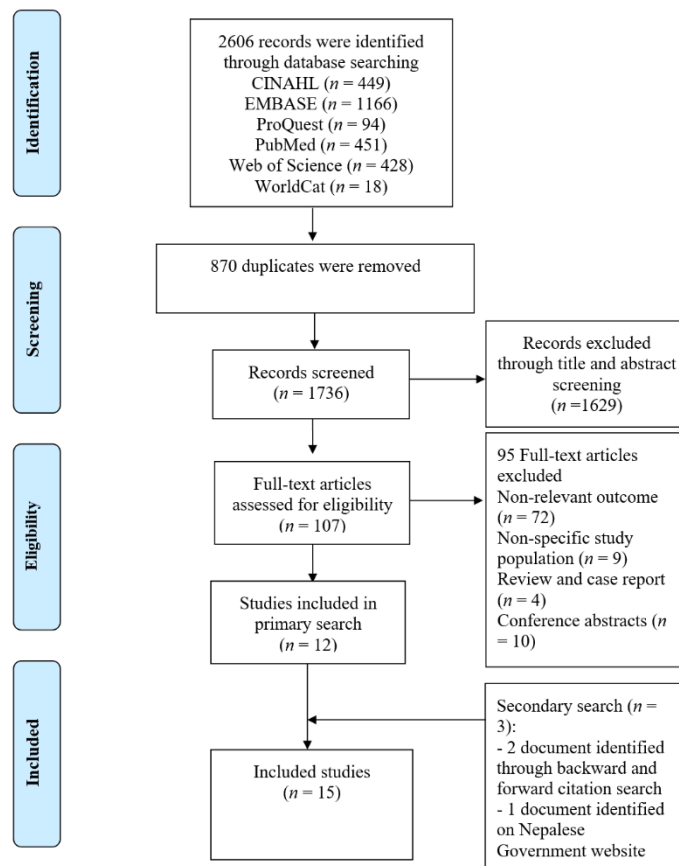 Identification
2606 records were identified
through database searching
CINAHL (n = 449)
EMBASE (n = 1166)
ProQuest (n = 94)
PubMed (n = 451)
Web of Science (n = 428)
WorldCat (n = 18)
Screening
870 duplicates were removed
Records screened
(n = 1736)
Records excluded
through title and abstract
screening
(n =1629)
Eligibility
Full-text articles
assessed for eligibility
(n = 107)
95 Full-text articles
excluded
Non-relevant outcome
(n = 72)
Non-specific study
population (n = 9)
Review and case report
(n = 4)
Conference abstracts (n
= 10)
Studies included in
primary search
(n = 12)
Included
Secondary search (n =
3):
- 2 document identified
through backward and
forward citation search
- 1 document identified
on Nepalese
Government website
Included studies
(n = 15)